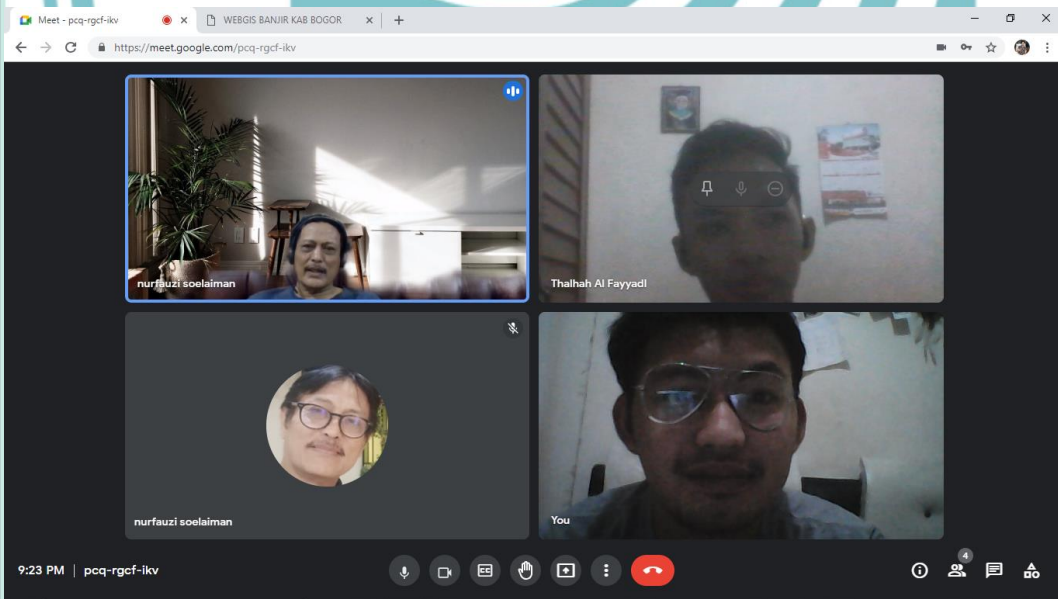 Meet - pcq-rgcf-ikv
WEBGIS BANJIR KAB BOGOR
https://meet.google.com/pcq-rgcf-ikv
nurfauzi soelaiman
Thalhah Al Fayyadl
nurfauzi soelaiman
You
9:23 PM | pcq-rgcf-ikv
CC
4